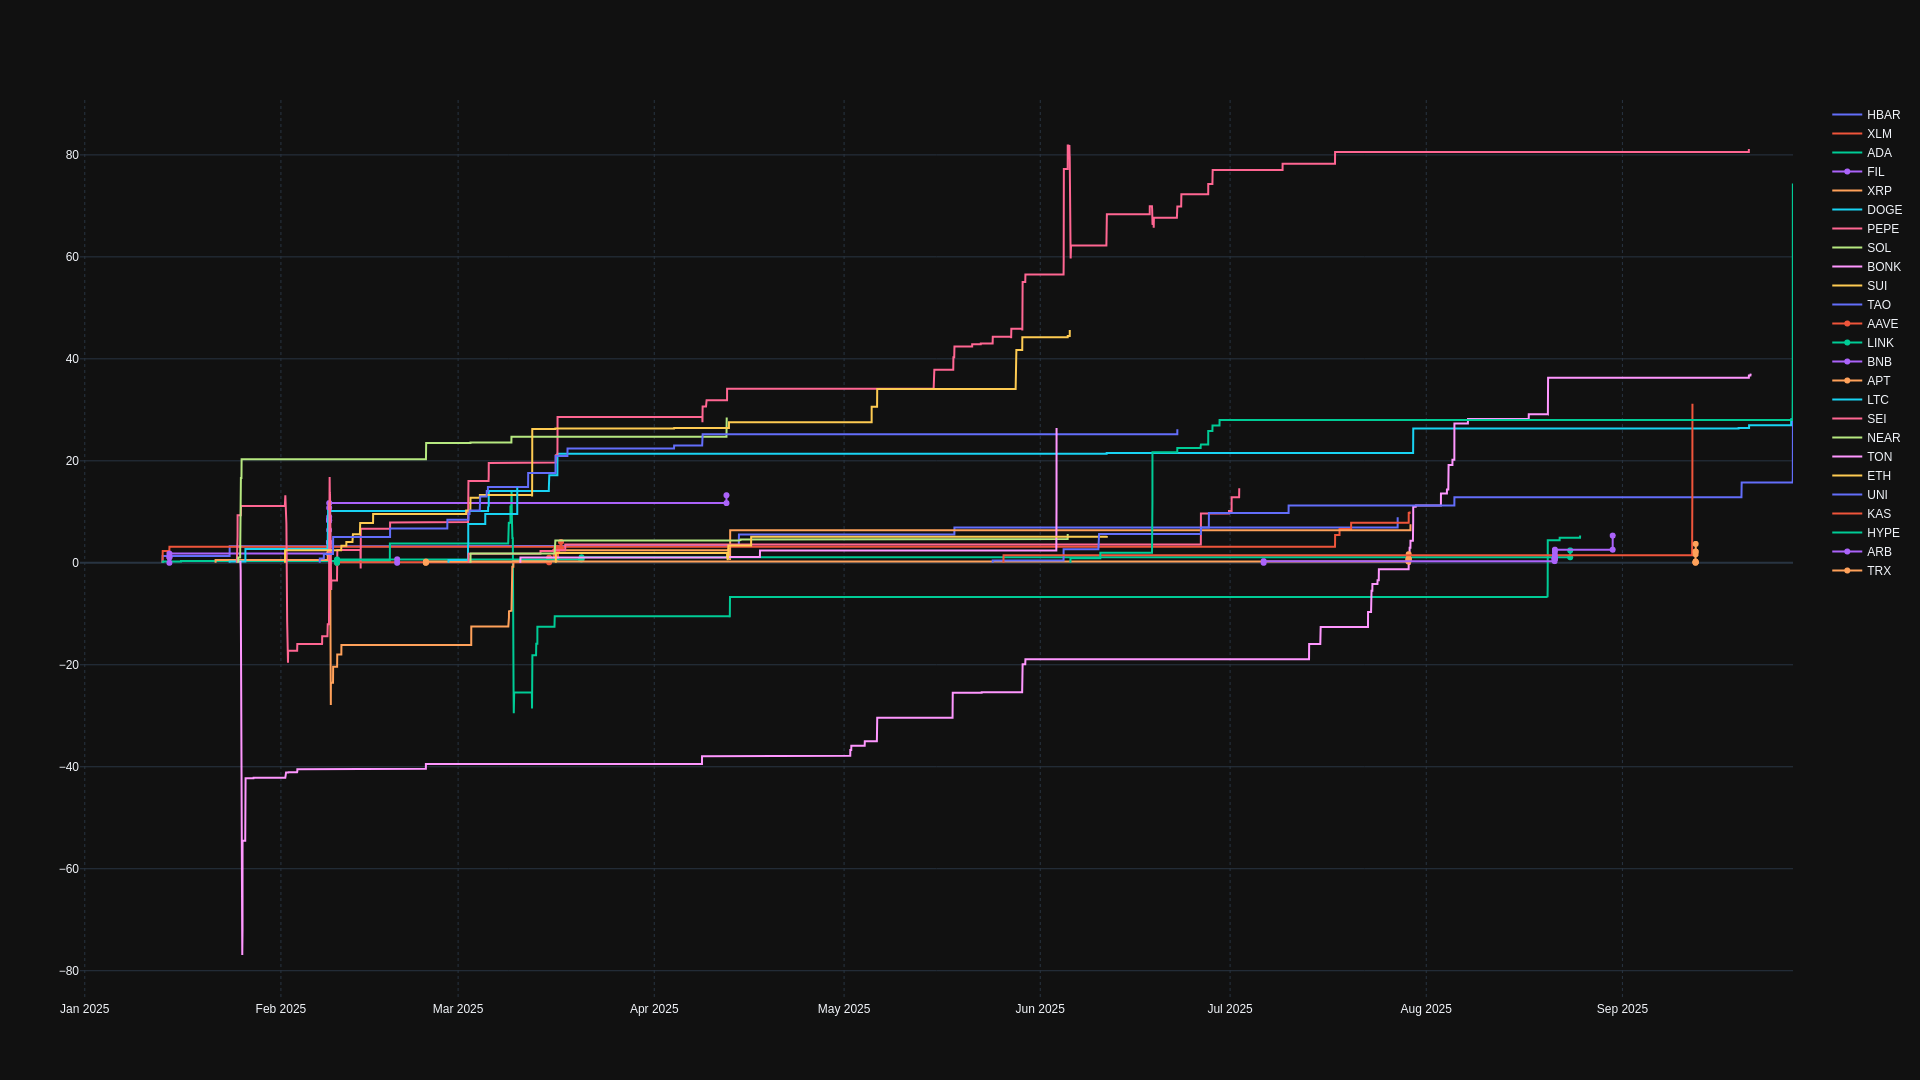 80
60
40
20
0
−20
−40
−60
−80
Jan 2025
Feb 2025
Mar 2025
Apr 2025
May 2025
Jun 2025
Jul 2025
Aug 2025
Sep 2025
HBAR
XLM
ADA
FIL
XRP
DOGE
PEPE
SOL
BONK
SUI
TAO
AAVE
LINK
BNB
APT
LTC
SEI
NEAR
TON
ETH
UNI
KAS
HYPE
ARB
TRX